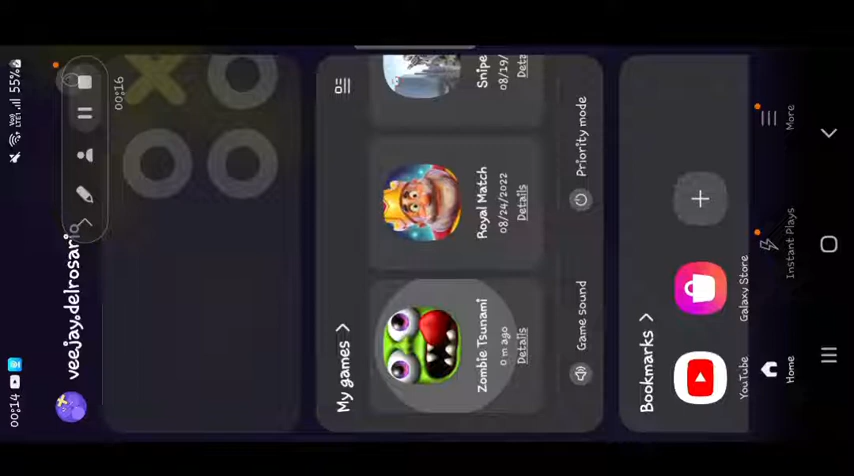 00:14
55%
00:16
veejay.delrosario
My games >
Zombie Tsunami
0 m ago
Details
Royal Match
08/24/2022
Details
Snipe
08/19/
Deta
Game sound
Priority mode
Bookmarks >
YouTube
Galaxy Store
Home
Instant Plays
More